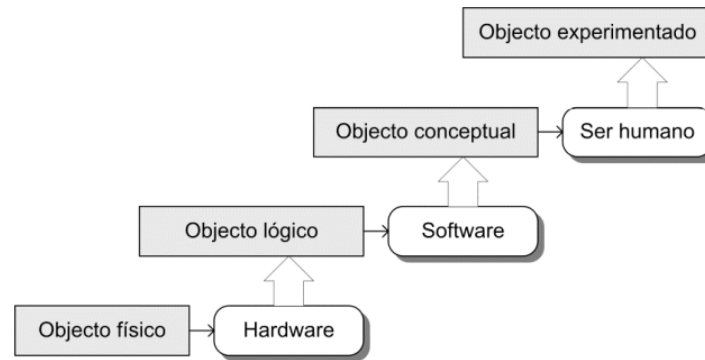 Objecto experimentado
Objecto conceptual
Ser humano
Objecto lógico
Software
Objecto físico
Hardware